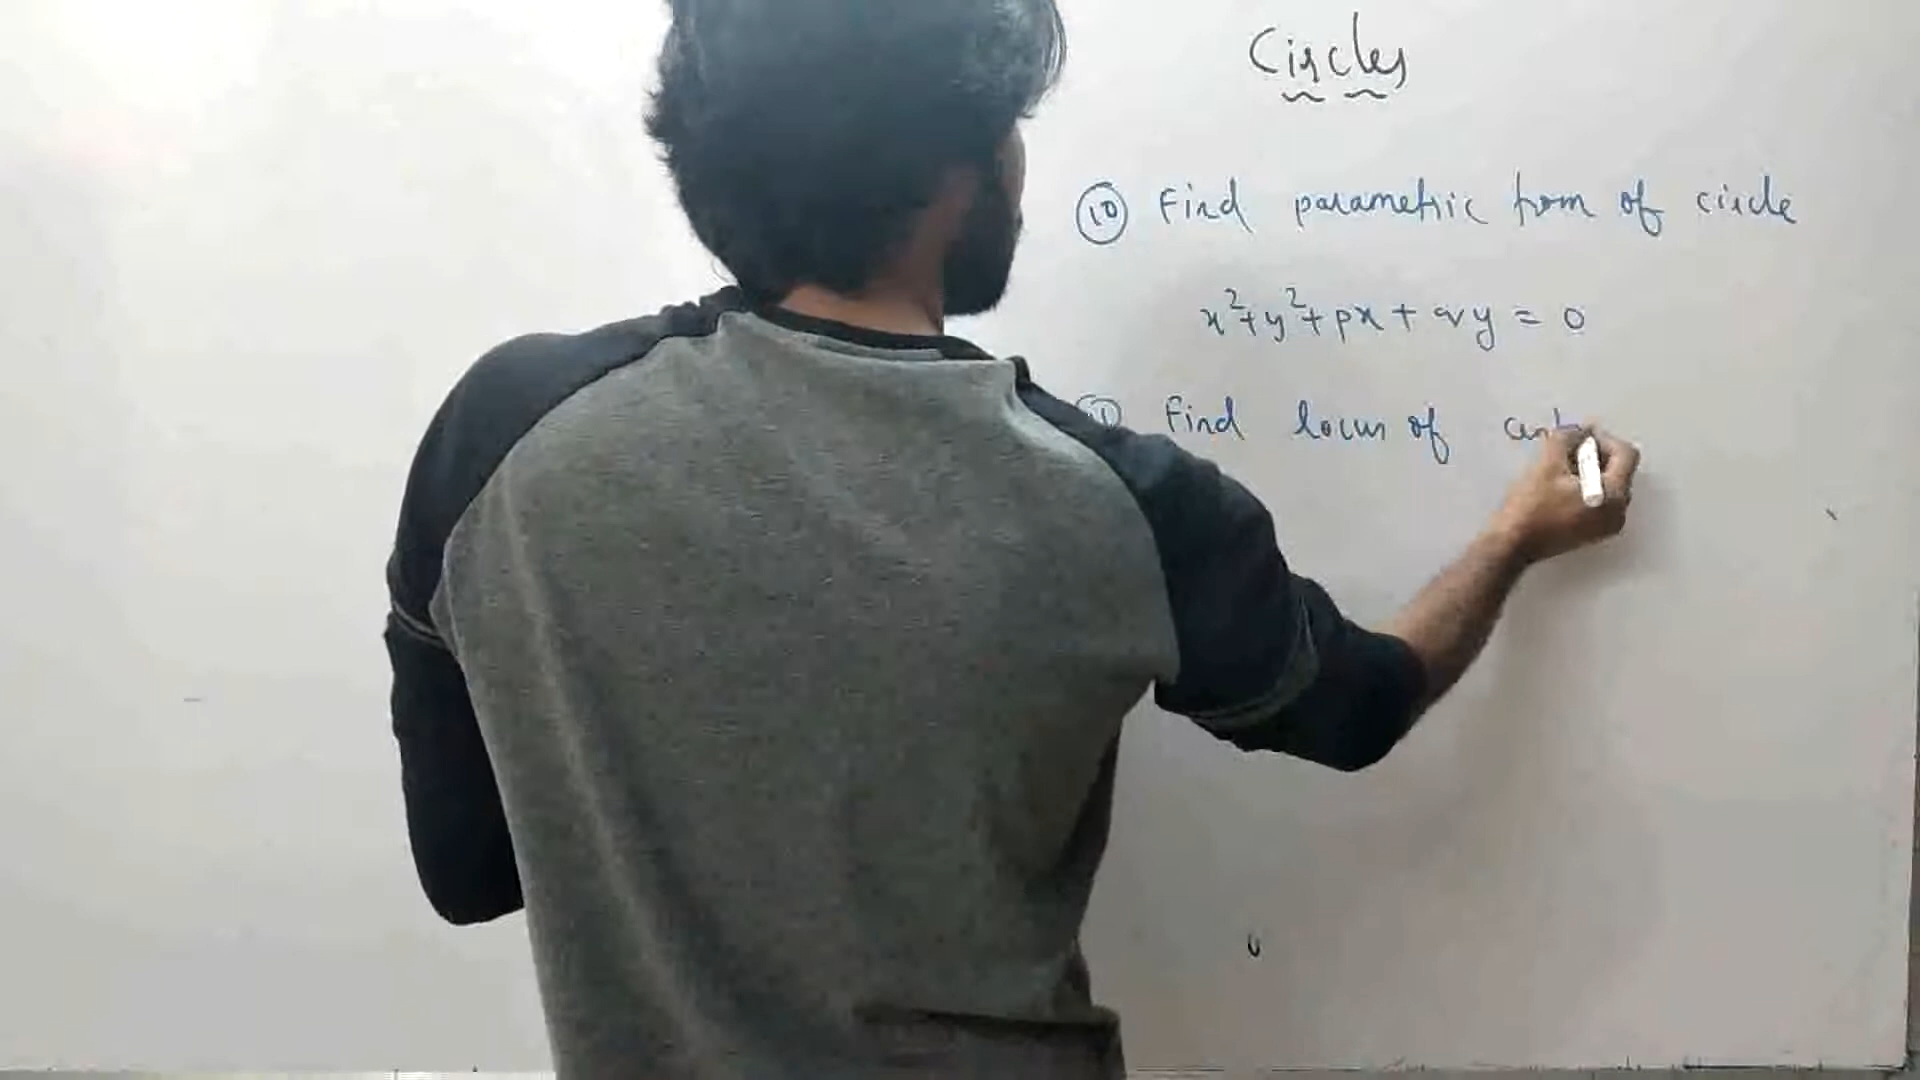 Circles
10 Find parametric form of circle
x²+y²+px+qy = 0
Find locus of